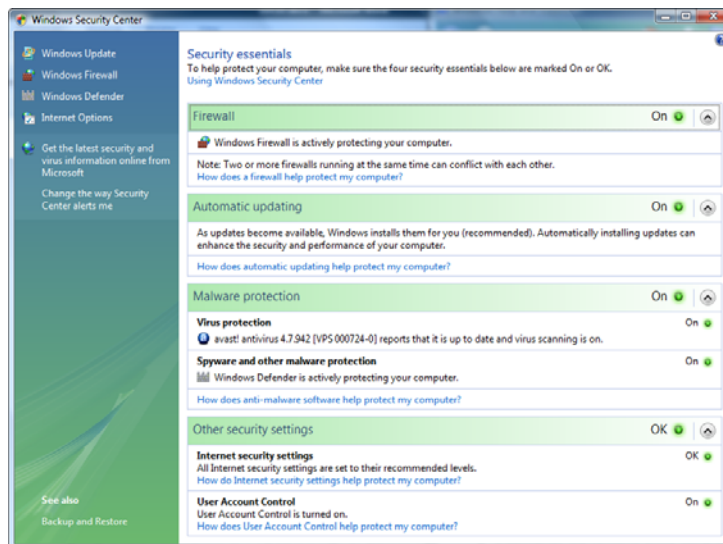 Windows Security Center
Windows Update
Windows Firewall
Windows Defender
Internet Options
Get the latest security and
virus information online from
Microsoft
Change the way Security
Center alerts me
See also
Backup and Restore
Security essentials
To help protect your computer, make sure the four security essentials below are marked On or OK.
Using Windows Security Center
Firewall On
Windows Firewall is actively protecting your computer.
Note: Two or more firewalls running at the same time can conflict with each other.
How does a firewall help protect my computer?
Automatic updating On
As updates become available, Windows installs them for you (recommended). Automatically installing updates can
enhance the security and performance of your computer.
How does automatic updating help protect my computer?
Malware protection On
Virus protection On
avast! antivirus 4.7.942 [VPS 000724-0] reports that it is up to date and virus scanning is on.
Spyware and other malware protection On
Windows Defender is actively protecting your computer.
How does anti-malware software help protect my computer?
Other security settings OK
Internet security settings OK
All Internet security settings are set to their recommended levels.
How do Internet security settings help protect my computer?
User Account Control On
User Account Control is turned on.
How does User Account Control help protect my computer?